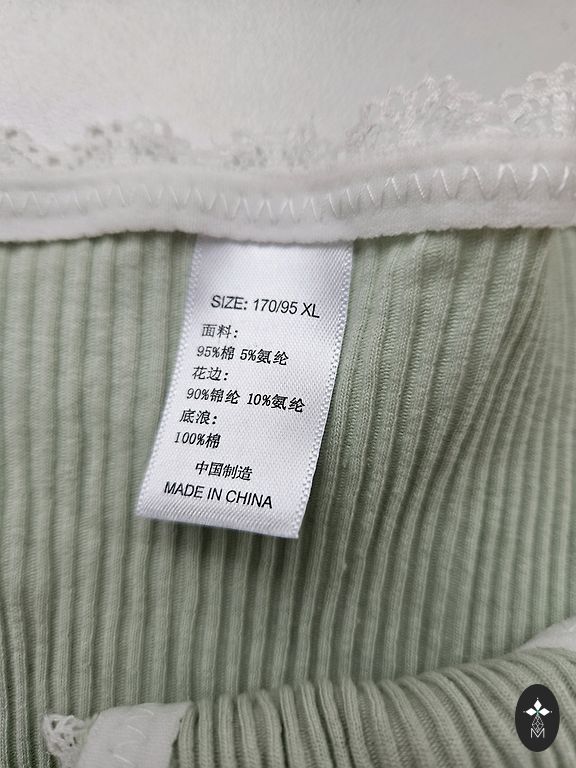 SIZE: 170/95 XL
面料:
95%棉 5%氨纶
花边:
90%锦纶 10%氨纶
底浪:
100%棉
中国制造
MADE IN CHINA
M